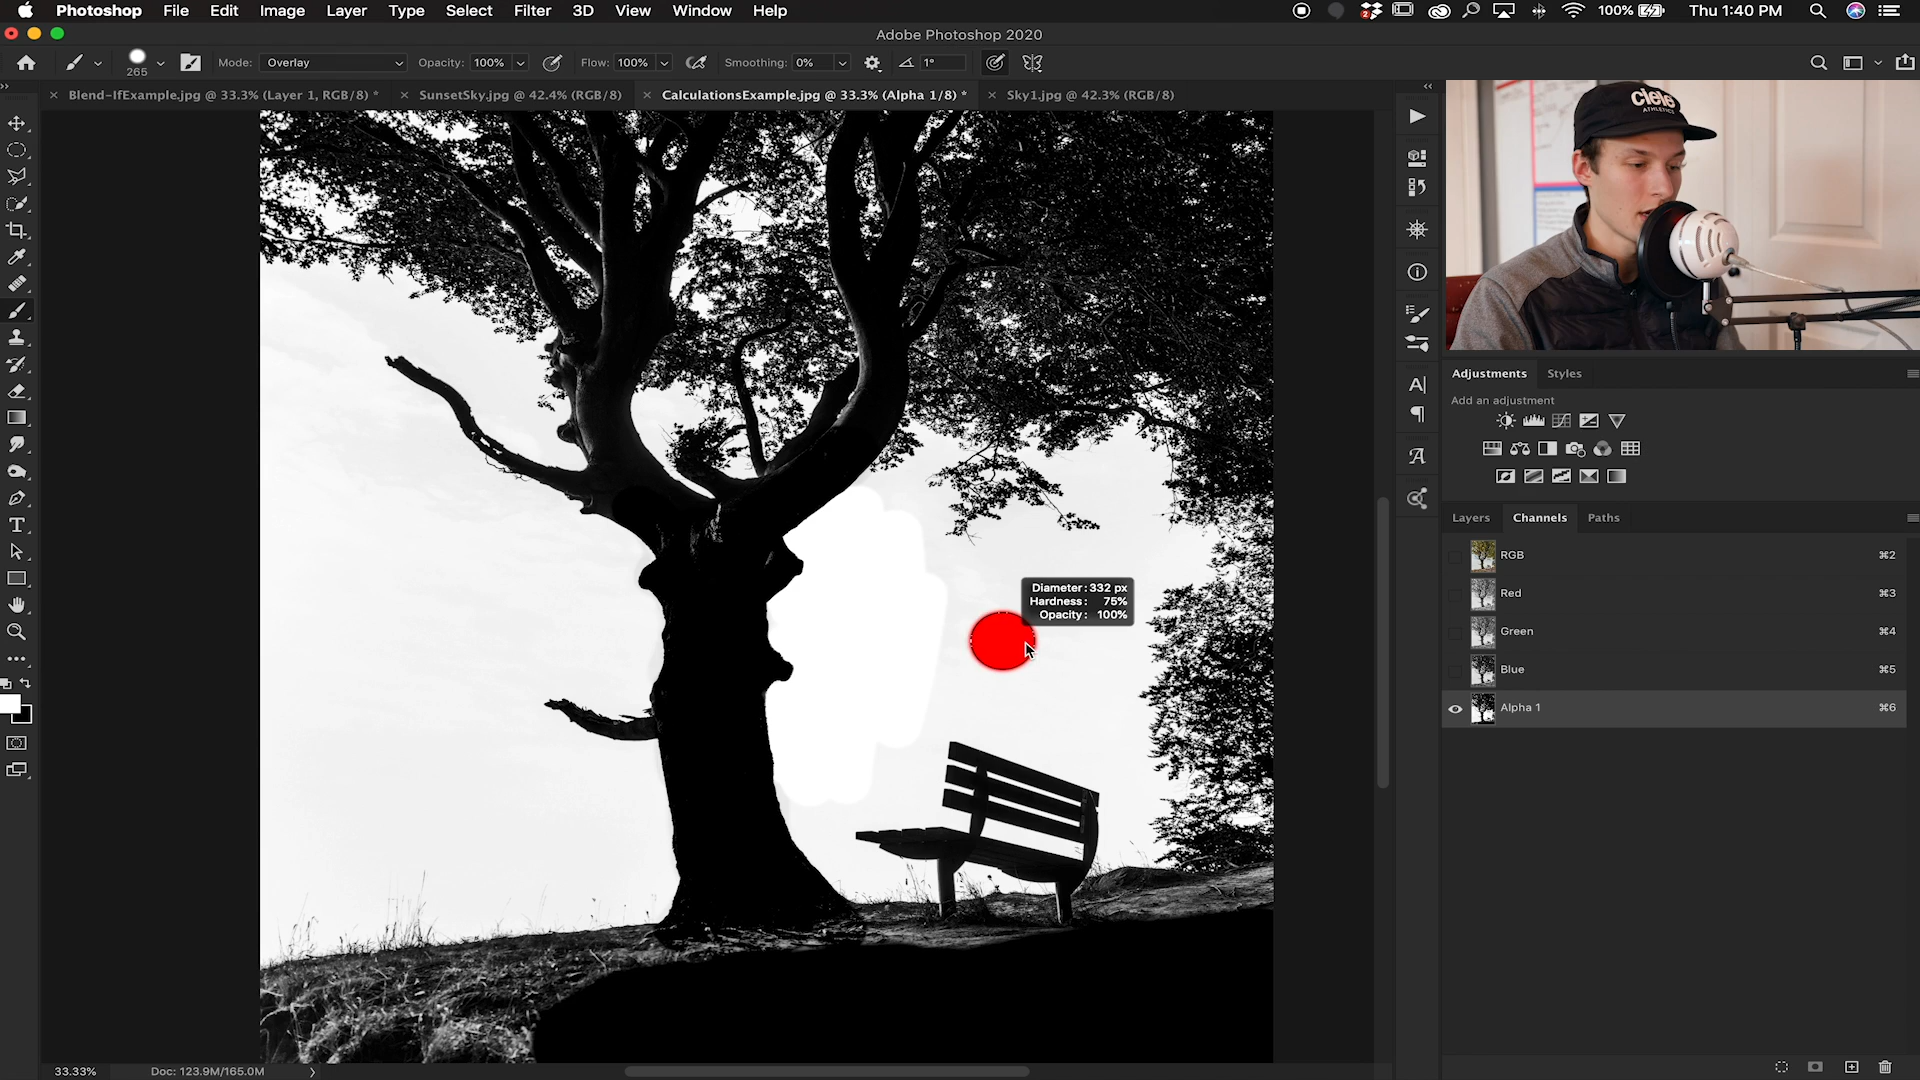 Photoshop File Edit Image Layer Type Select Filter 3D View Window Help
2 100% Thu 1:40 PM
Adobe Photoshop 2020
265 Mode: Overlay Opacity: 100% Flow: 100% Smoothing: 0% 1°
Blend-IfExample.jpg @ 33.3% (Layer 1, RGB/8) *
SunsetSky.jpg @ 42.4% (RGB/8)
CalculationsExample.jpg @ 33.3% (Alpha 1/8) *
Sky1.jpg @ 42.3% (RGB/8)
ciele
ATHLETICS
Adjustments Styles
Add an adjustment
Layers Channels Paths
RGB ⌘2
Red ⌘3
Green ⌘4
Blue ⌘5
Alpha 1 ⌘6
Diameter: 332 px
Hardness: 75%
Opacity: 100%
33.33% Doc: 123.9M/165.0M